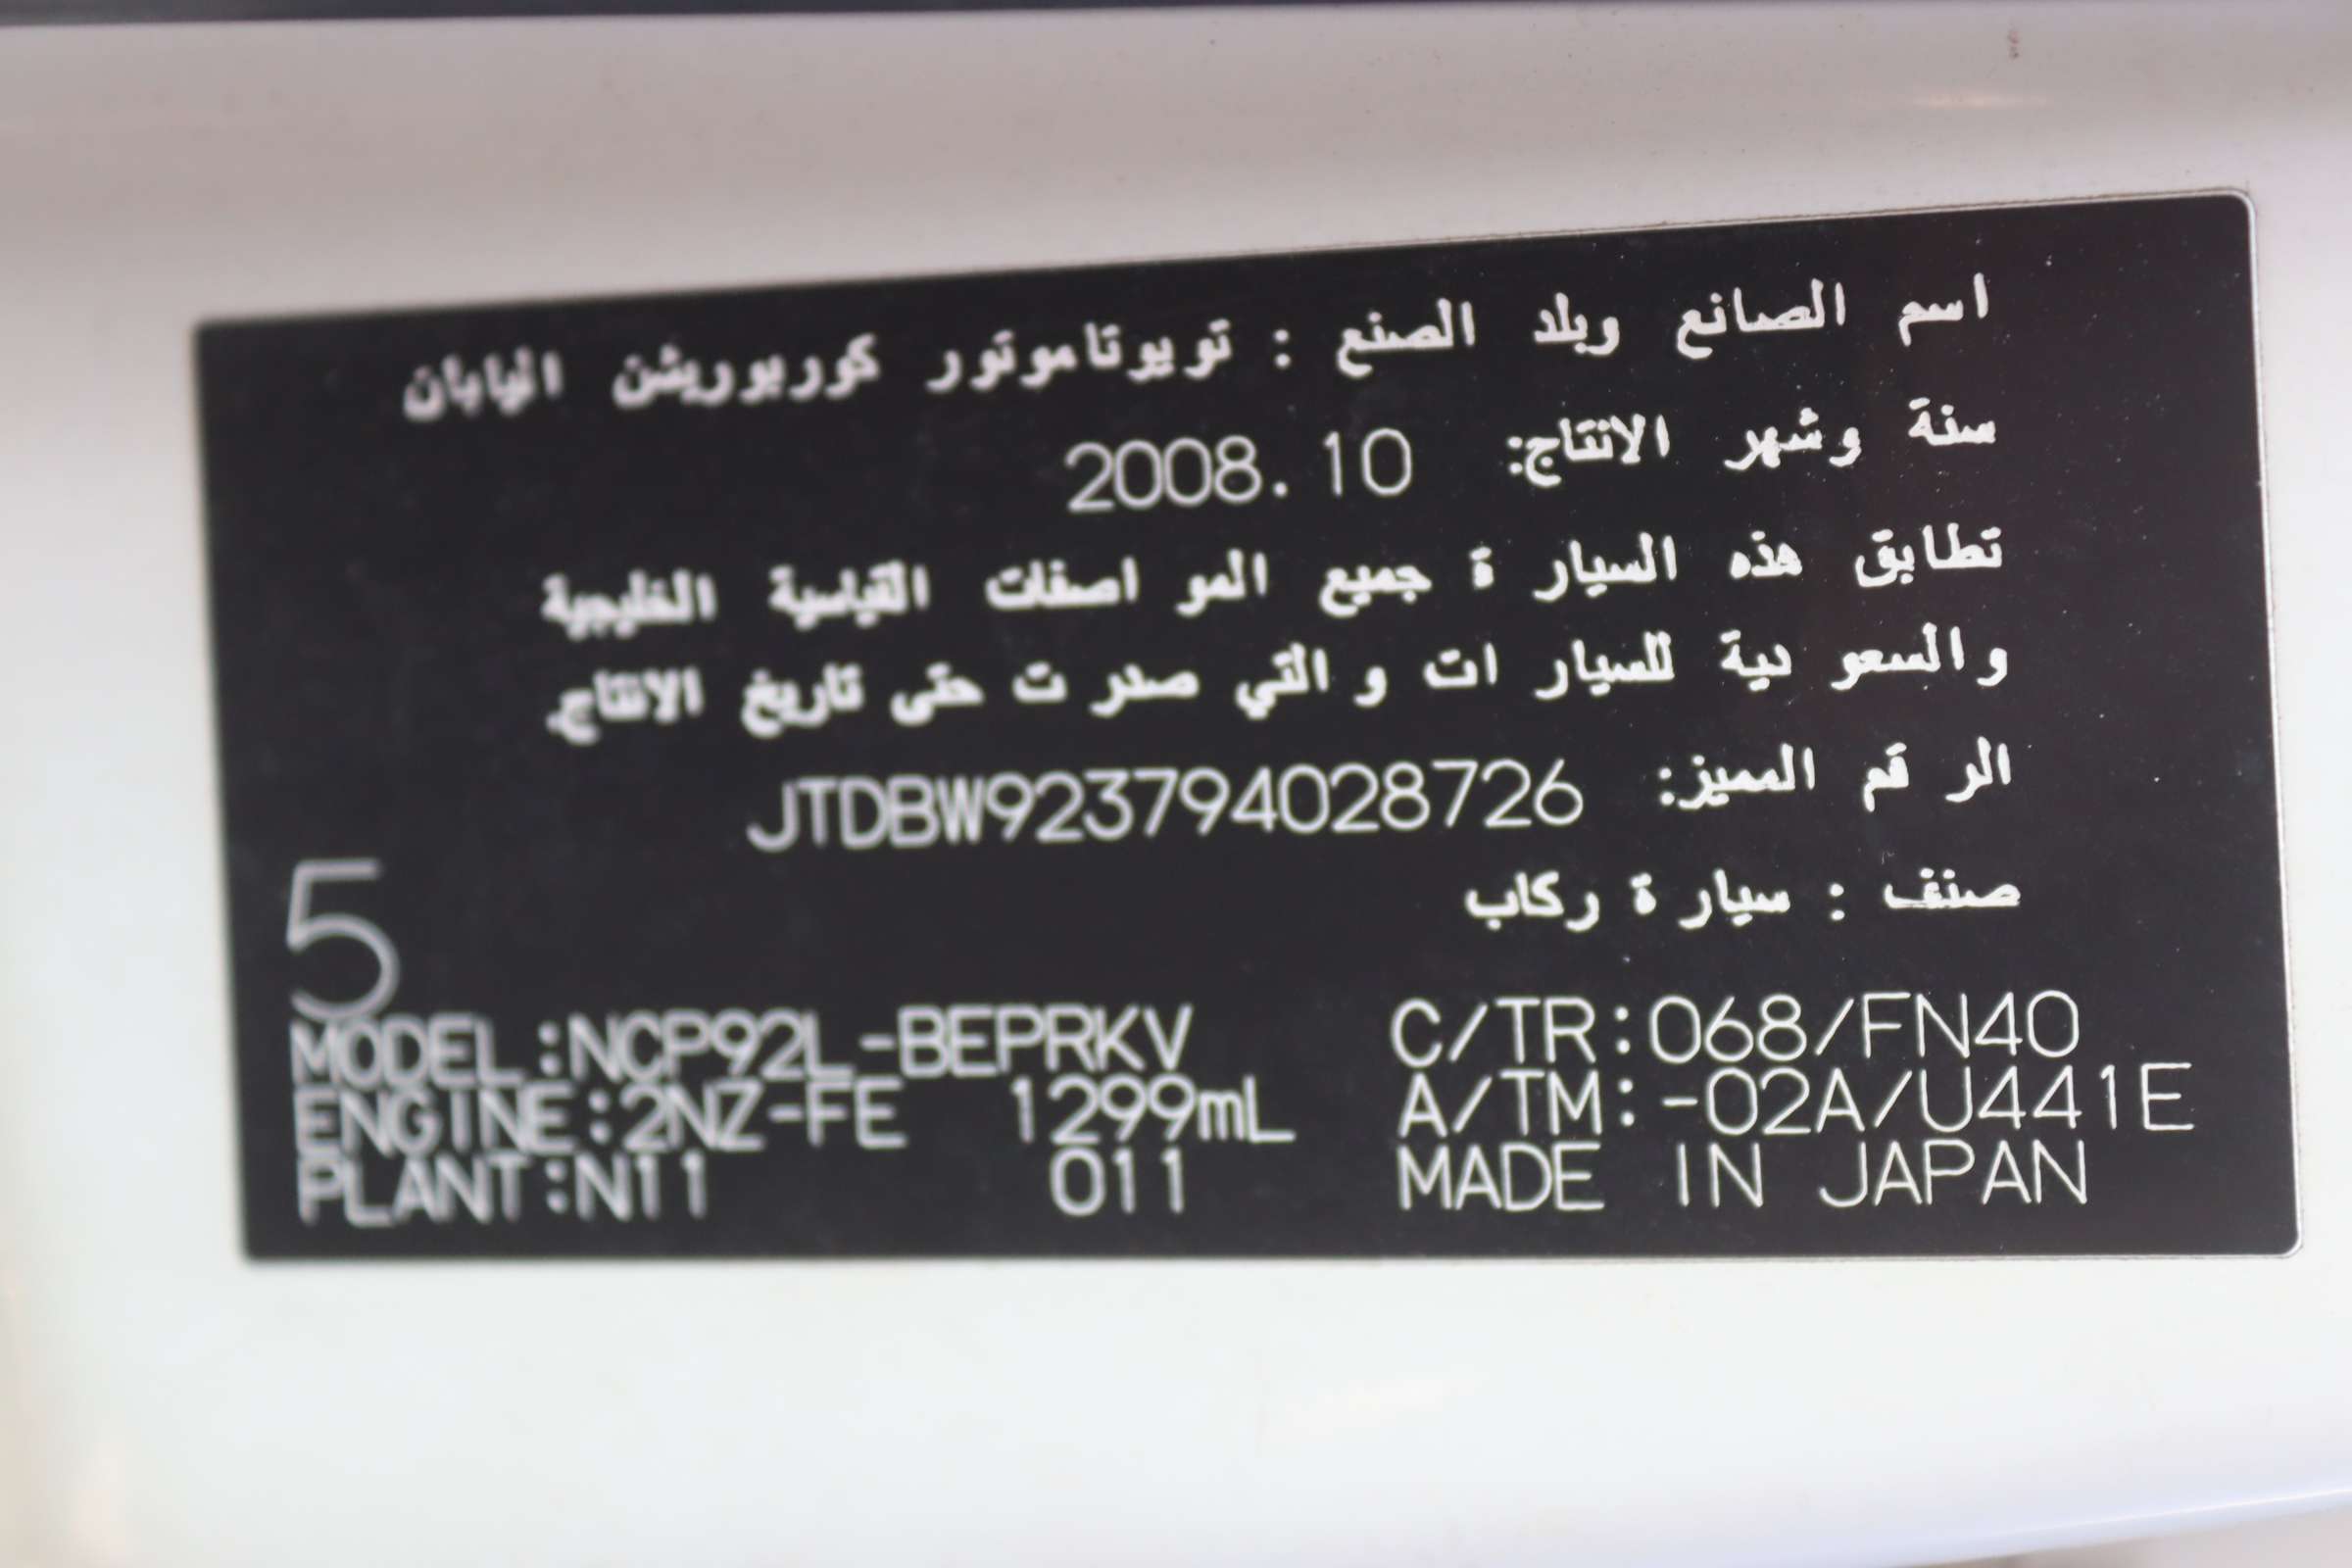 اسم الصانع وبلد الصنع : تويوتاموتور كوربوريشن اليابان
سنة وشهر الانتاج: 2008.10
تطابق هذه السيارة جميع المواصفات القياسية الخليجية
والسعودية للسيارات والتي صدرت حتى تاريخ الانتاج.
الرقم المميز: JTDBW923794028726
صنف : سيارة ركاب
5
MODEL:NCP92L-BEPRKV C/TR:068/FN40
ENGINE:2NZ-FE 1299mL A/TM:-02A/U441E
PLANT:N11 011 MADE IN JAPAN